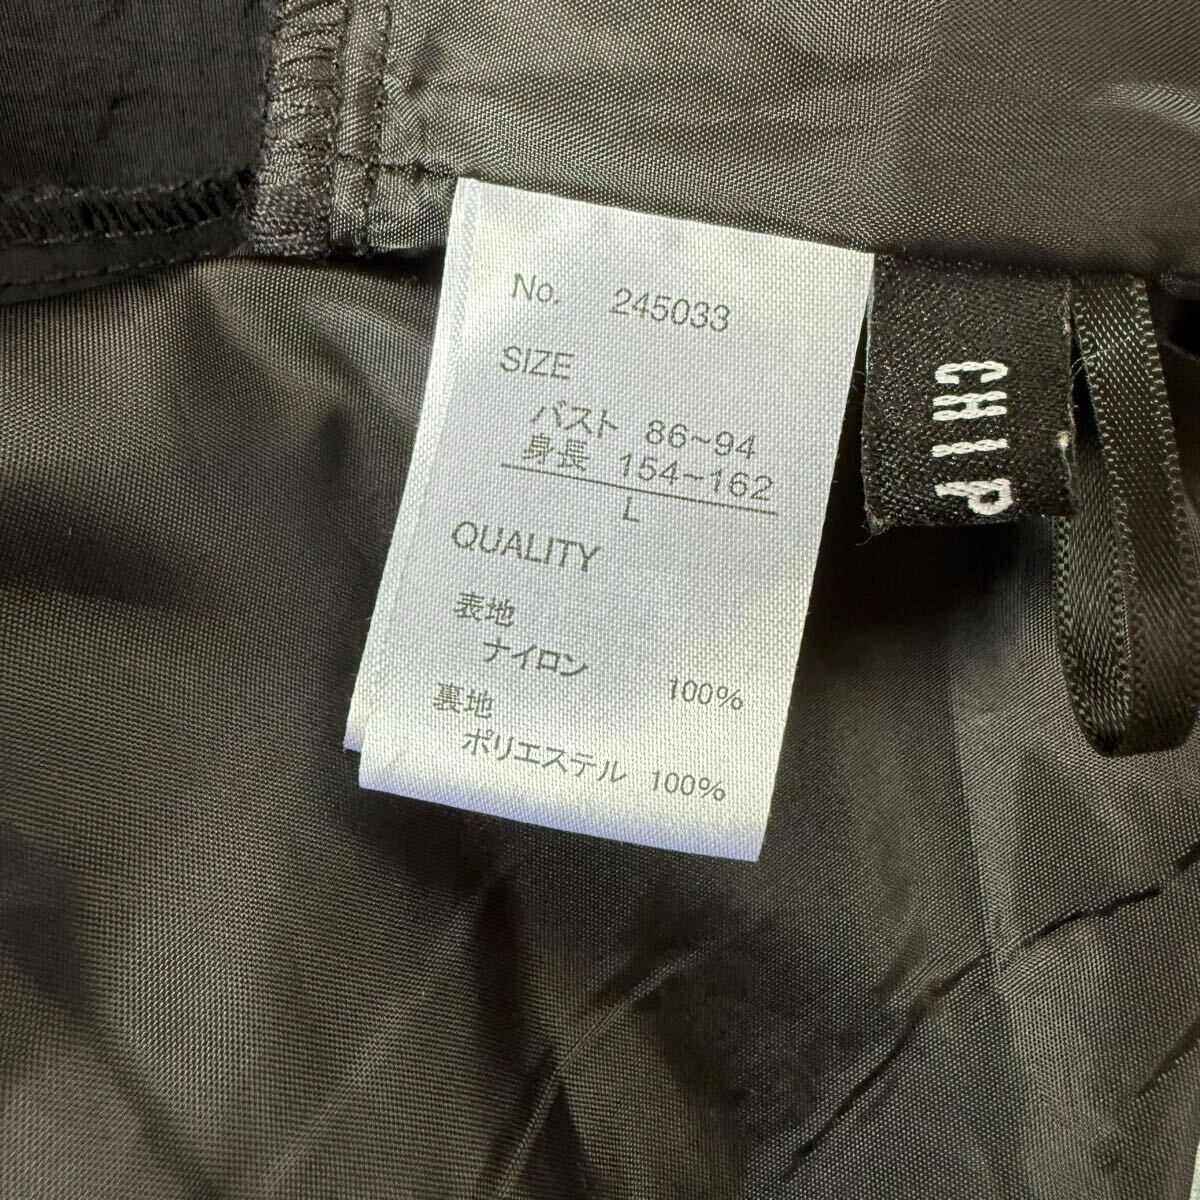 No. 245033
SIZE
バスト 86~94
身長 154~162
L
QUALITY
表地
ナイロン 100%
裏地
ポリエステル 100%
CHIP